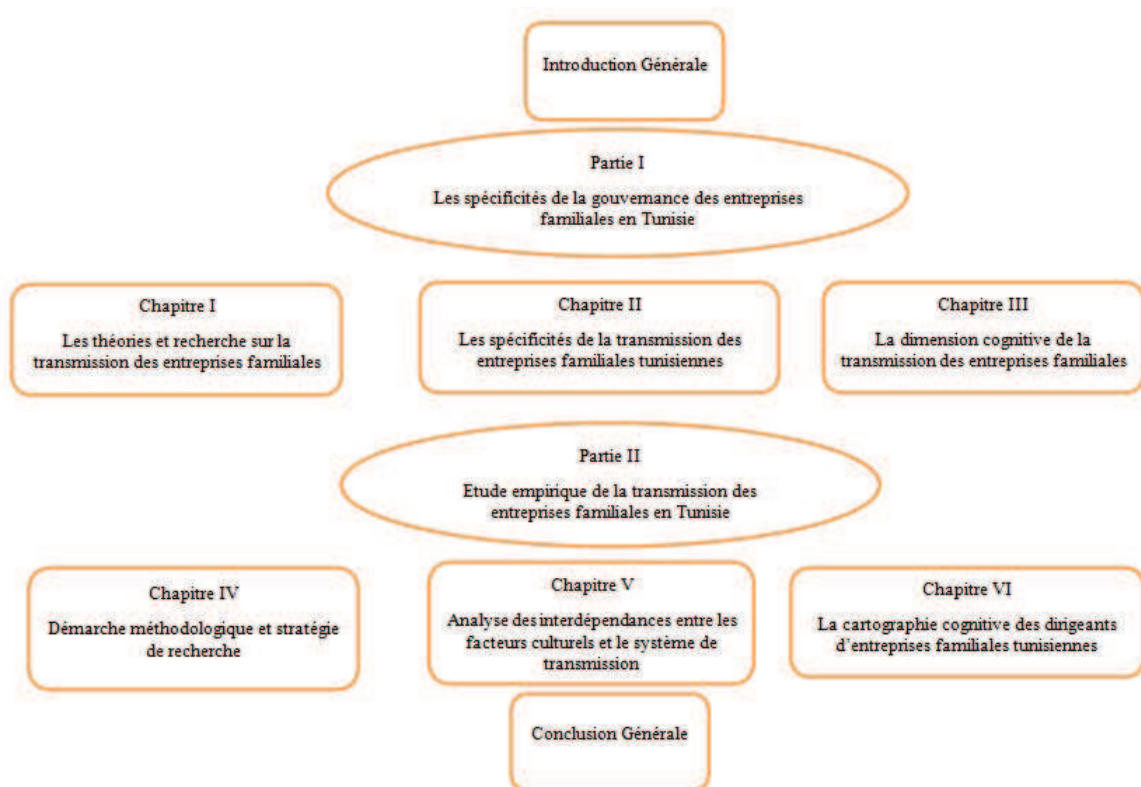 Introduction Générale
Partie I
Les spécificités de la gouvernance des entreprises
familiales en Tunisie
Chapitre I
Les théories et recherche sur la
transmission des entreprises familiales
Chapitre II
Les spécificités de la transmission des
entreprises familiales tunisiennes
Chapitre III
La dimension cognitive de la
transmission des entreprises familiales
Partie II
Etude empirique de la transmission des
entreprises familiales en Tunisie
Chapitre IV
Démarche méthodologique et stratégie
de recherche
Chapitre V
Analyse des interdépendances entre les
facteurs culturels et le système de
transmission
Chapitre VI
La cartographie cognitive des dirigeants
d’entreprises familiales tunisiennes
Conclusion Générale